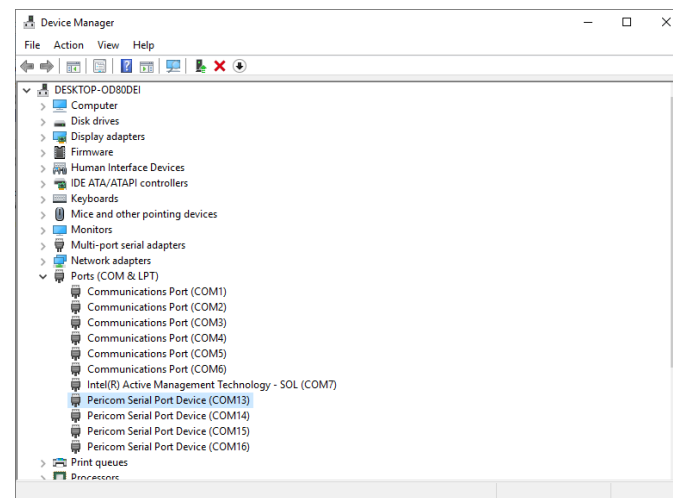 Device Manager
File Action View Help
DESKTOP-OD80DEI
Computer
Disk drives
Display adapters
Firmware
Human Interface Devices
IDE ATA/ATAPI controllers
Keyboards
Mice and other pointing devices
Monitors
Multi-port serial adapters
Network adapters
Ports (COM & LPT)
Communications Port (COM1)
Communications Port (COM2)
Communications Port (COM3)
Communications Port (COM4)
Communications Port (COM5)
Communications Port (COM6)
Intel(R) Active Management Technology - SOL (COM7)
Pericom Serial Port Device (COM13)
Pericom Serial Port Device (COM14)
Pericom Serial Port Device (COM15)
Pericom Serial Port Device (COM16)
Print queues
Processors